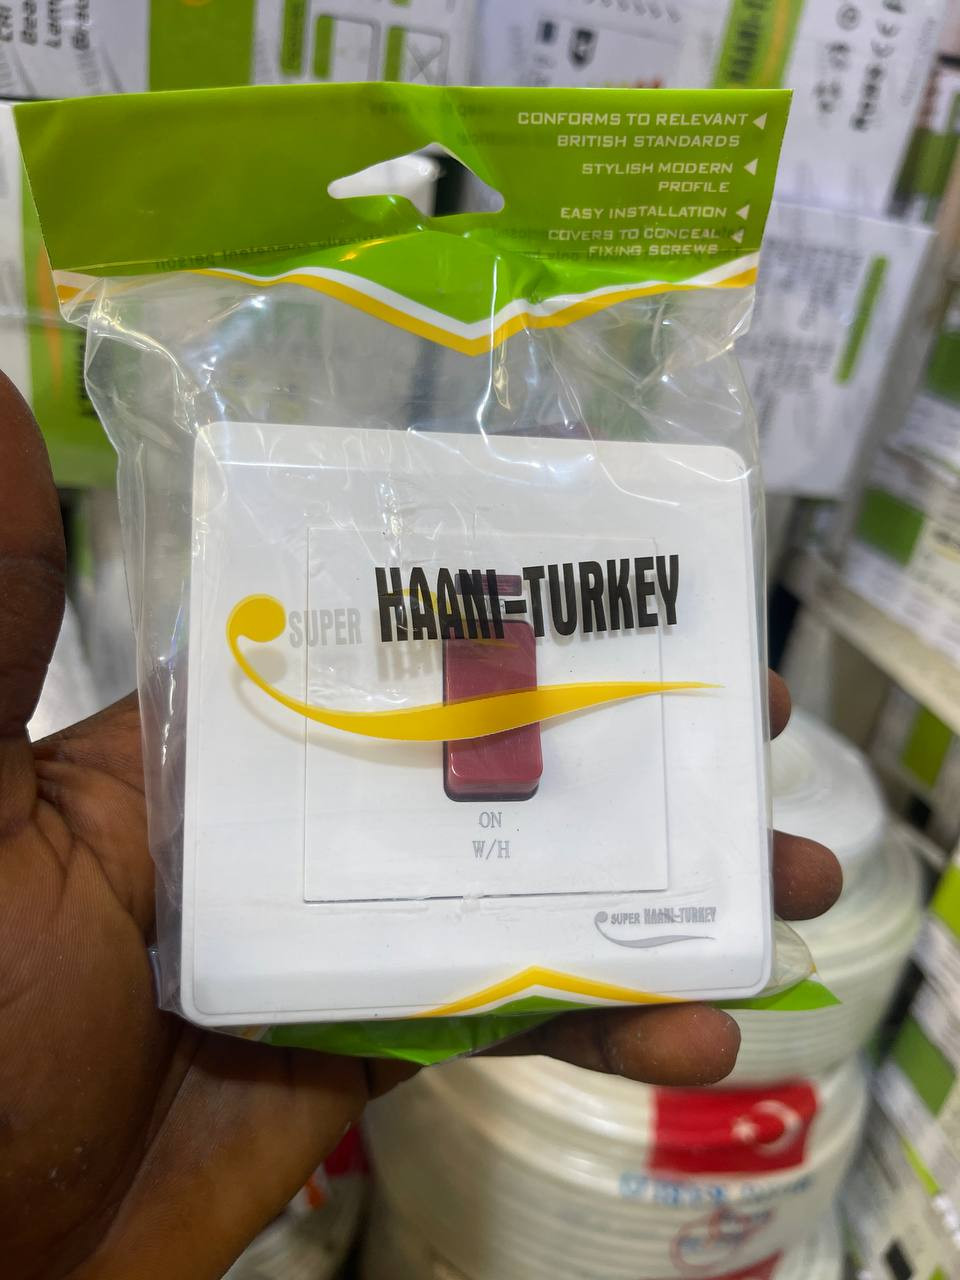 CONFORMS TO RELEVANT
BRITISH STANDARDS
STYLISH MODERN
PROFILE
EASY INSTALLATION
COVERS TO CONCEAL
FIXING SCREWS
SUPER HAANI-TURKEY
ON
W/H
SUPER HAANI-TURKEY